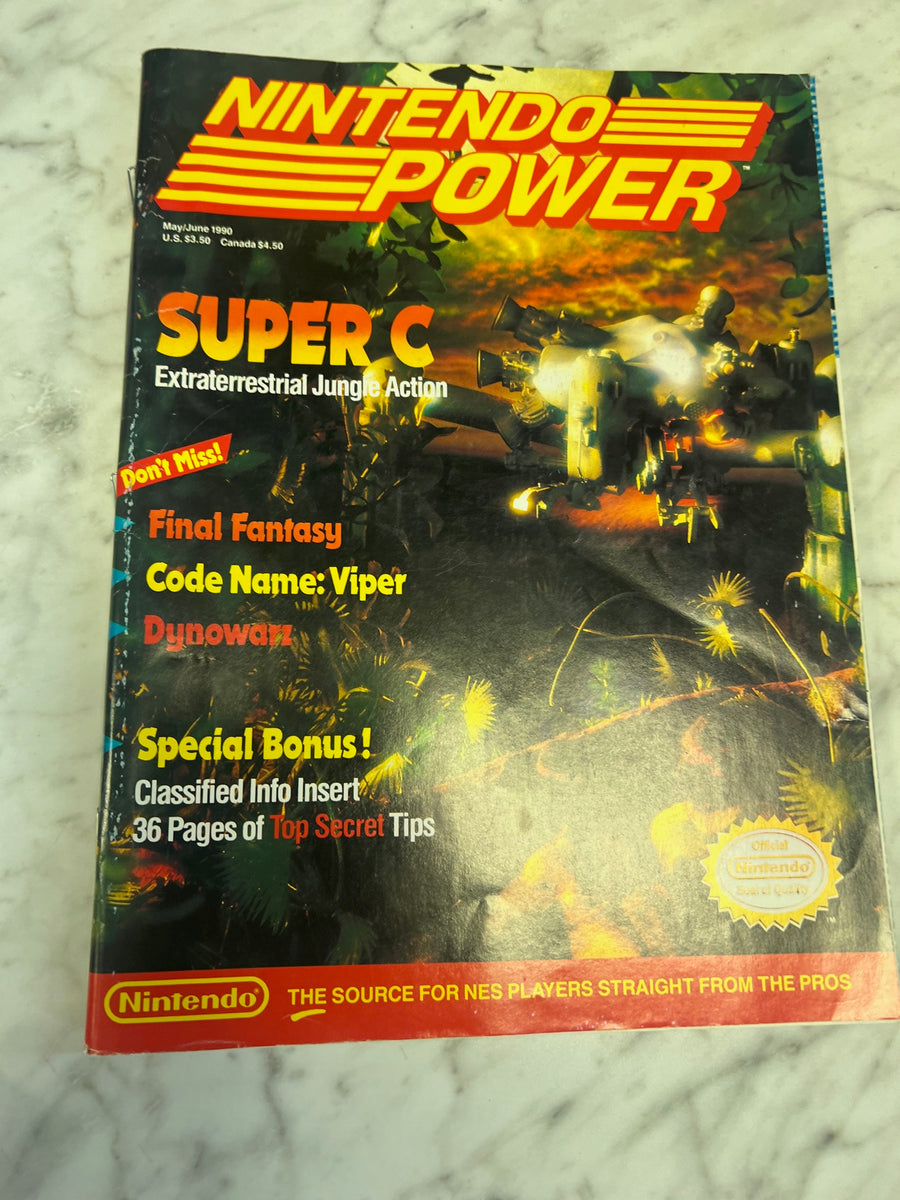 NINTENDO
POWER™
May/June 1990
U.S. $3.50 Canada $4.50
SUPER C
Extraterrestrial Jungle Action
Don't Miss!
Final Fantasy
Code Name: Viper
Dynowarz
Special Bonus!
Classified Info Insert
36 Pages of Top Secret Tips
Official
Nintendo
Seal of Quality
™
Nintendo®
THE SOURCE FOR NES PLAYERS STRAIGHT FROM THE PROS